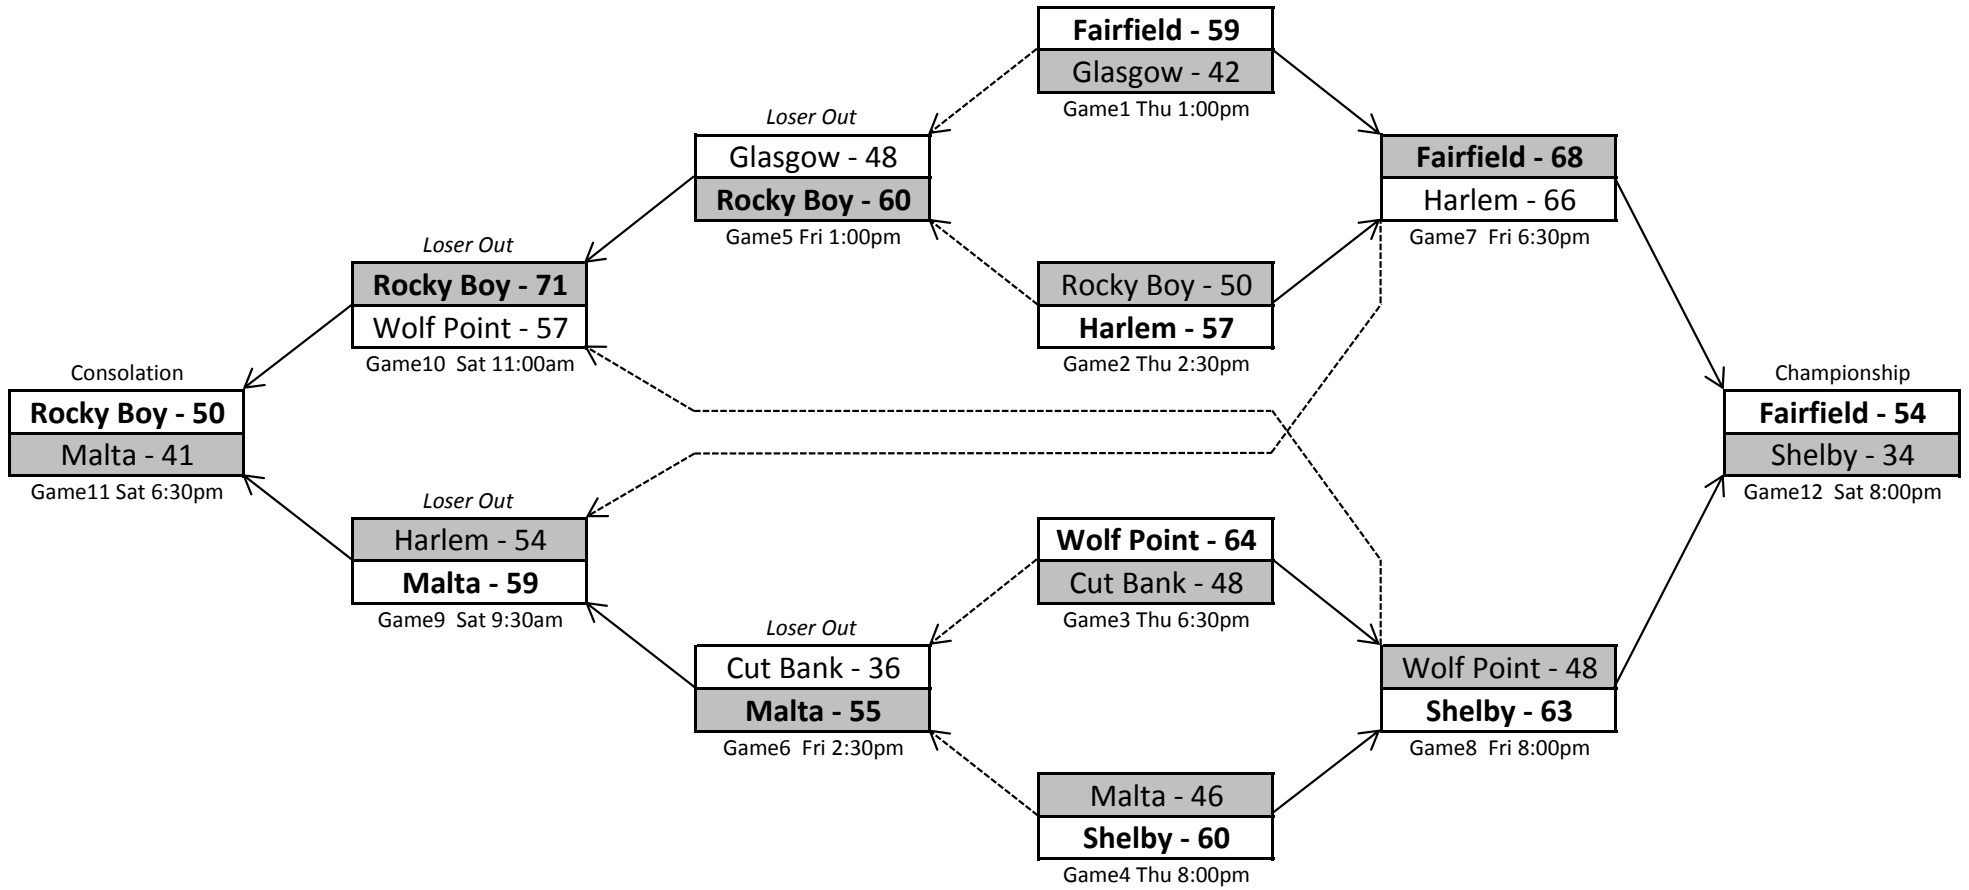 Fairfield - 59
Glasgow - 42
Game1 Thu 1:00pm
Loser Out
Glasgow - 48
Rocky Boy - 60
Game5 Fri 1:00pm
Fairfield - 68
Harlem - 66
Game7 Fri 6:30pm
Loser Out
Rocky Boy - 71
Wolf Point - 57
Game10 Sat 11:00am
Rocky Boy - 50
Harlem - 57
Game2 Thu 2:30pm
Consolation
Rocky Boy - 50
Malta - 41
Game11 Sat 6:30pm
Championship
Fairfield - 54
Shelby - 34
Game12 Sat 8:00pm
Loser Out
Harlem - 54
Malta - 59
Game9 Sat 9:30am
Wolf Point - 64
Cut Bank - 48
Game3 Thu 6:30pm
Loser Out
Cut Bank - 36
Malta - 55
Game6 Fri 2:30pm
Wolf Point - 48
Shelby - 63
Game8 Fri 8:00pm
Malta - 46
Shelby - 60
Game4 Thu 8:00pm